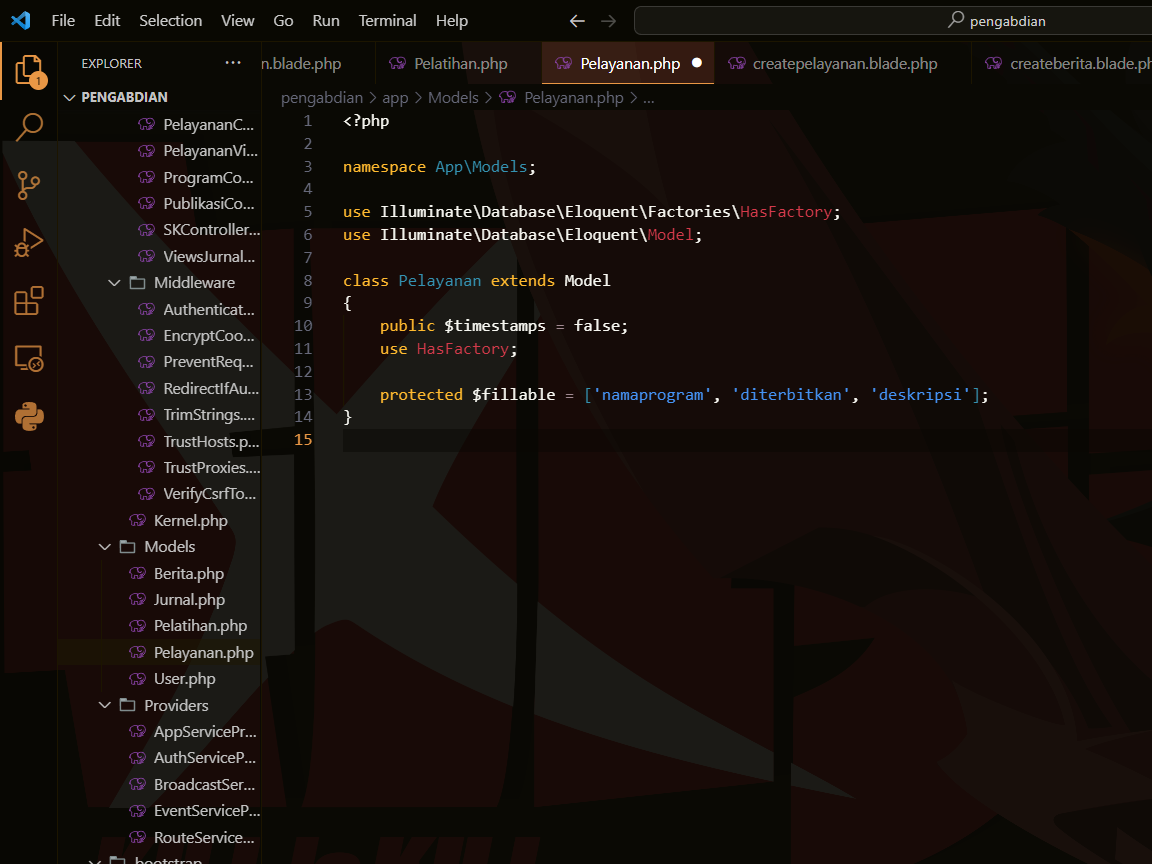 File Edit Selection View Go Run Terminal Help pengabdian
EXPLORER ... n.blade.php Pelatihan.php Pelayanan.php createpelayanan.blade.php createberita.blade.ph
1
PENGABDIAN
pengabdian > app > Models > Pelayanan.php > ...
PelayananC...
PelayananVi...
ProgramCo...
PublikasiCo...
SKController...
ViewsJurnal...
Middleware
Authenticat...
EncryptCoo...
PreventReq...
RedirectIfAu...
TrimStrings....
TrustHosts.p...
TrustProxies....
VerifyCsrfTo...
Kernel.php
Models
Berita.php
Jurnal.php
Pelatihan.php
Pelayanan.php
User.php
Providers
AppServicePr...
AuthServiceP...
BroadcastSer...
EventServiceP...
RouteService...
bootstrap
1 <?php
2
3 namespace App\Models;
4
5 use Illuminate\Database\Eloquent\Factories\HasFactory;
6 use Illuminate\Database\Eloquent\Model;
7
8 class Pelayanan extends Model
9 {
10 public $timestamps = false;
11 use HasFactory;
12
13 protected $fillable = ['namaprogram', 'diterbitkan', 'deskripsi'];
14 }
15